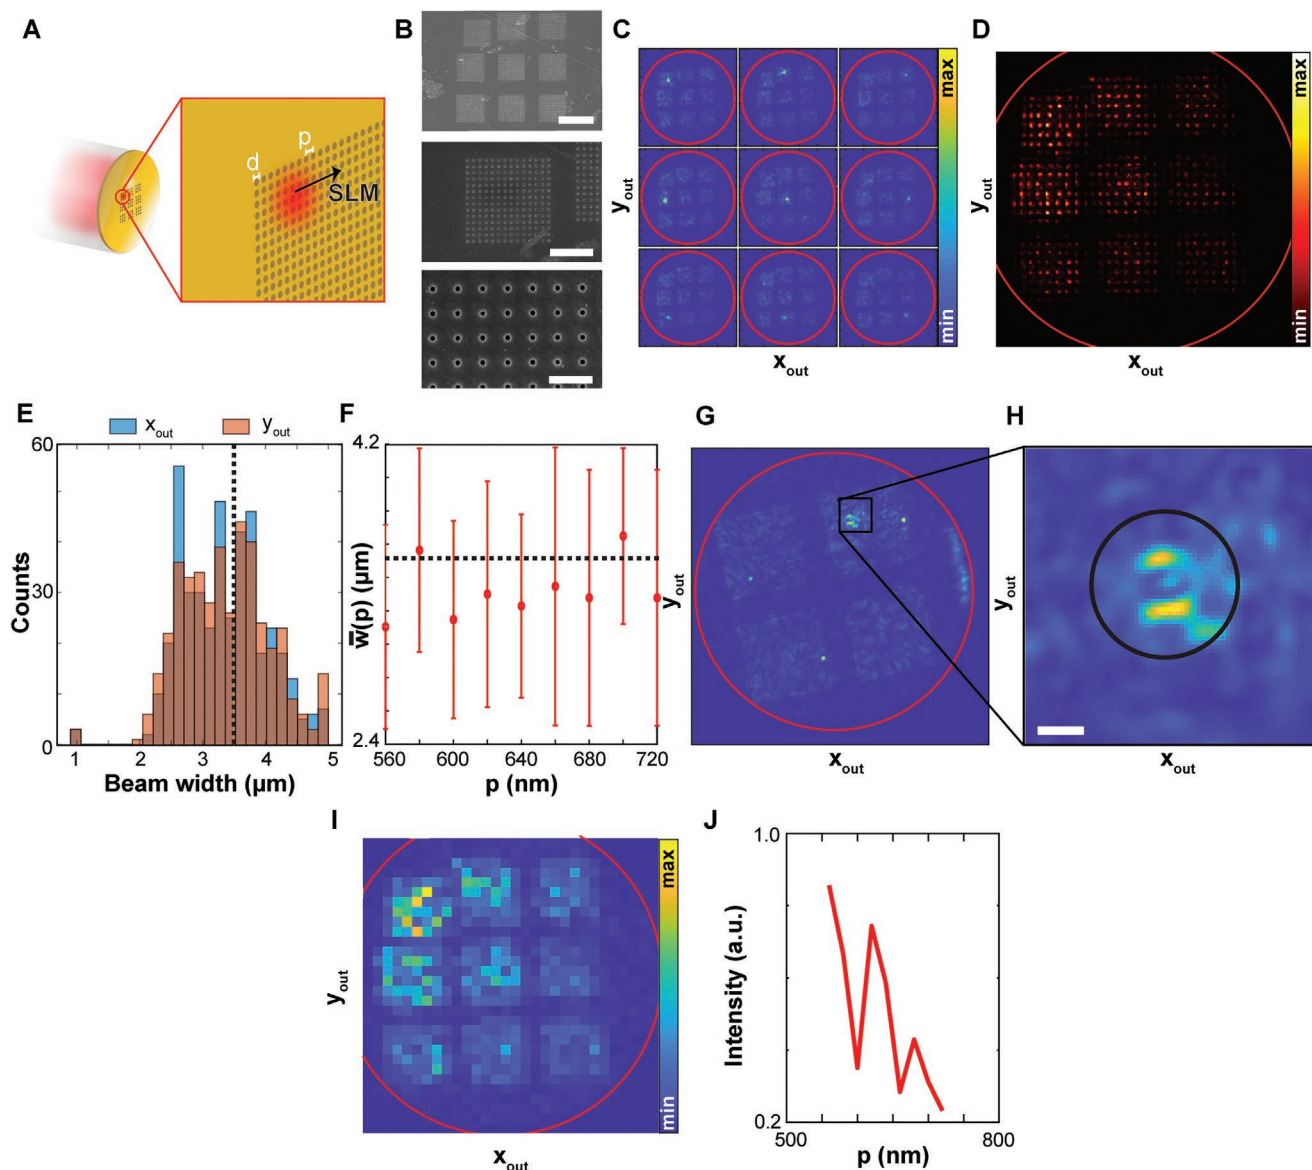 A
d
p
SLM
B
C
y_out
x_out
max
min
D
y_out
x_out
max
min
E
x_out
y_out
60
30
0
Counts
1 2 3 4 5
Beam width (µm)
F
4.2
2.4
w̅(p) (µm)
560 600 640 680 720
p (nm)
G
y_out
x_out
H
y_out
x_out
I
y_out
x_out
max
min
J
1.0
0.2
Intensity (a.u.)
500 800
p (nm)